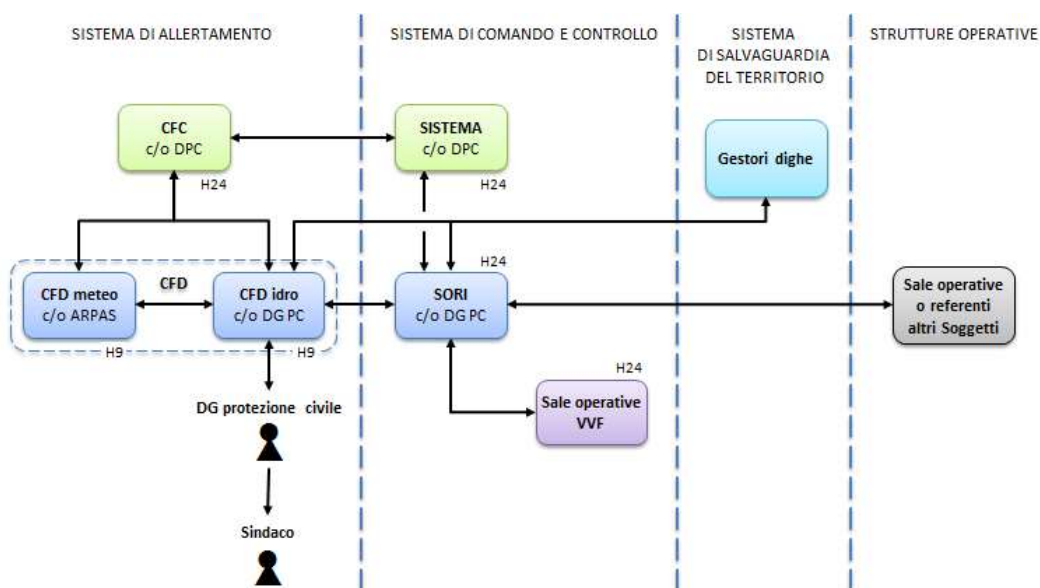 SISTEMA DI ALLERTAMENTO
SISTEMA DI COMANDO E CONTROLLO
SISTEMA
DI SALVAGUARDIA
DEL TERRITORIO
STRUTTURE OPERATIVE
CFC
c/o DPC
H24
SISTEMA
c/o DPC
H24
Gestori dighe
CFD meteo
c/o ARPAS
H9
CFD
CFD idro
c/o DG PC
H9
H24
SORI
c/o DG PC
Sale operative
o referenti
altri Soggetti
H24
Sale operative
VVF
DG protezione civile
Sindaco